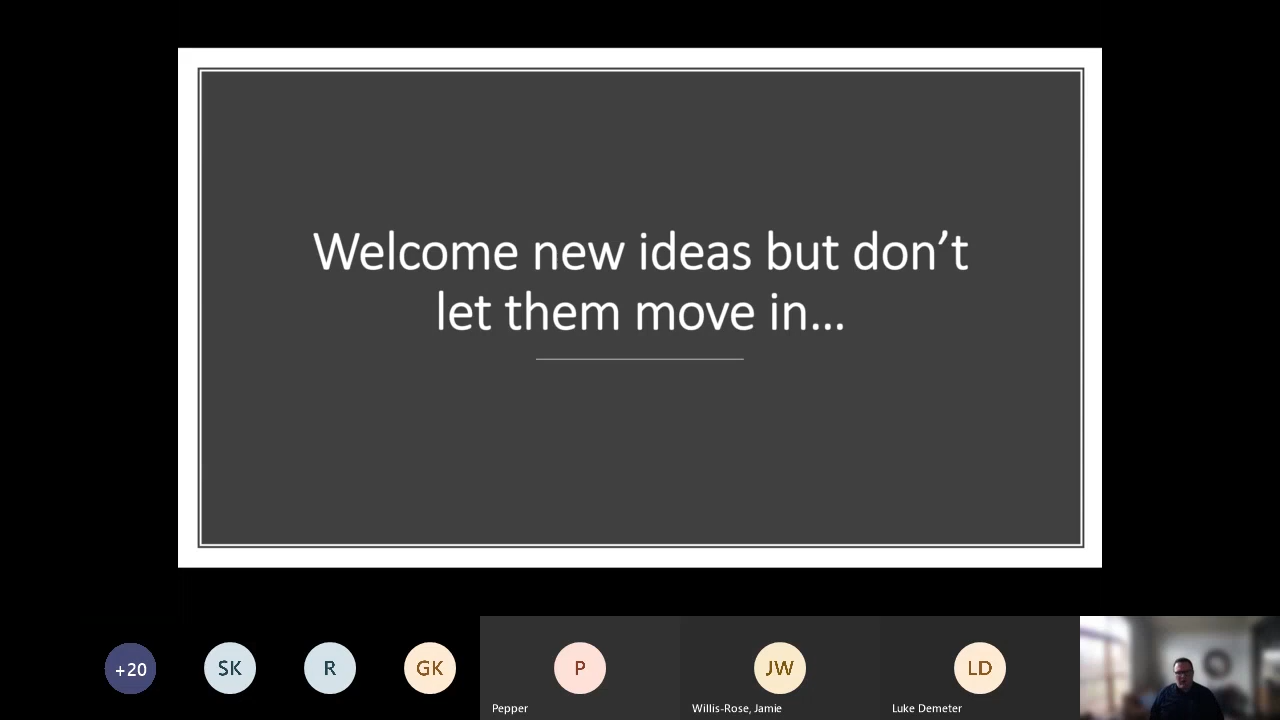 Welcome new ideas but don’t
let them move in...
+20
SK
R
GK
P
JW
LD
Pepper
Willis-Rose, Jamie
Luke Demeter